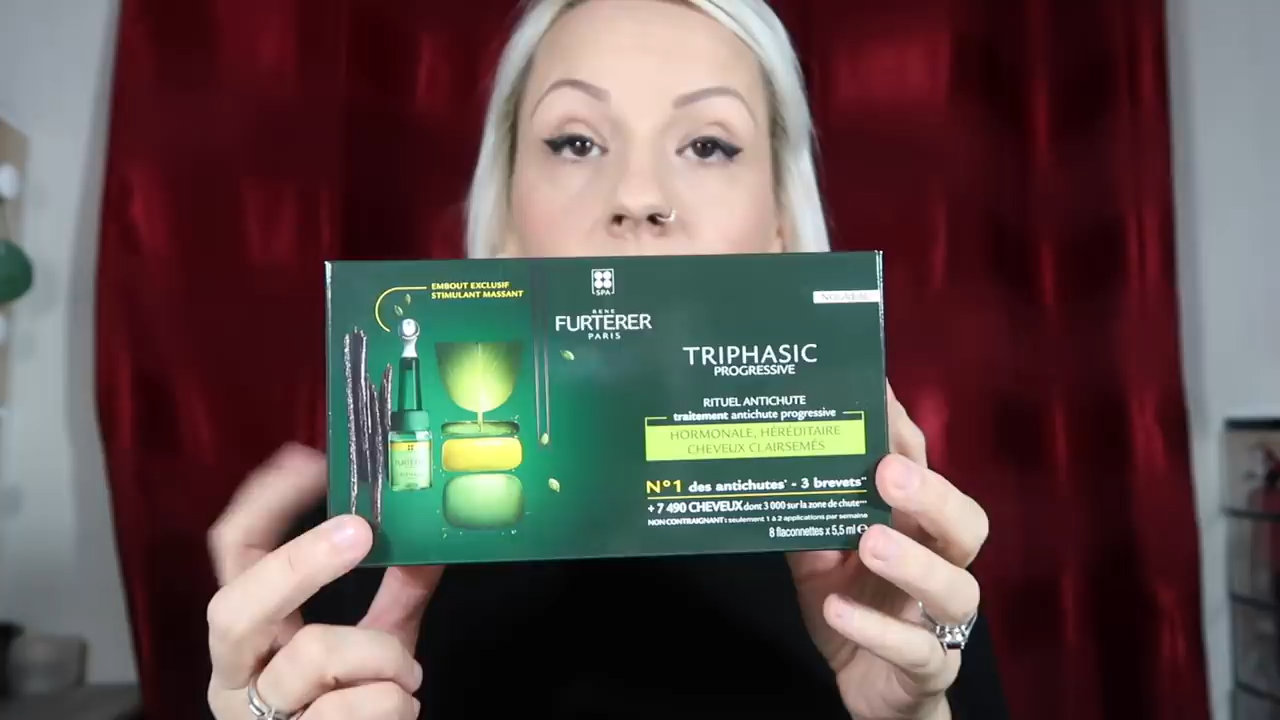 EMBOUT EXCLUSIF
STIMULANT MASSANT
SPA
RENE
FURTERER
PARIS
NOUVEAU
TRIPHASIC
PROGRESSIVE
RITUEL ANTICHUTE
traitement antichute progressive
HORMONALE, HÉRÉDITAIRE
CHEVEUX CLAIRSEMÉS
N°1 des antichutes* - 3 brevets**
+ 7 490 CHEVEUX dont 3 000 sur la zone de chute***
NON CONTRAIGNANT : seulement 1 à 2 applications par semaine
8 flaconnettes x 5,5 ml ℮
FURTERER